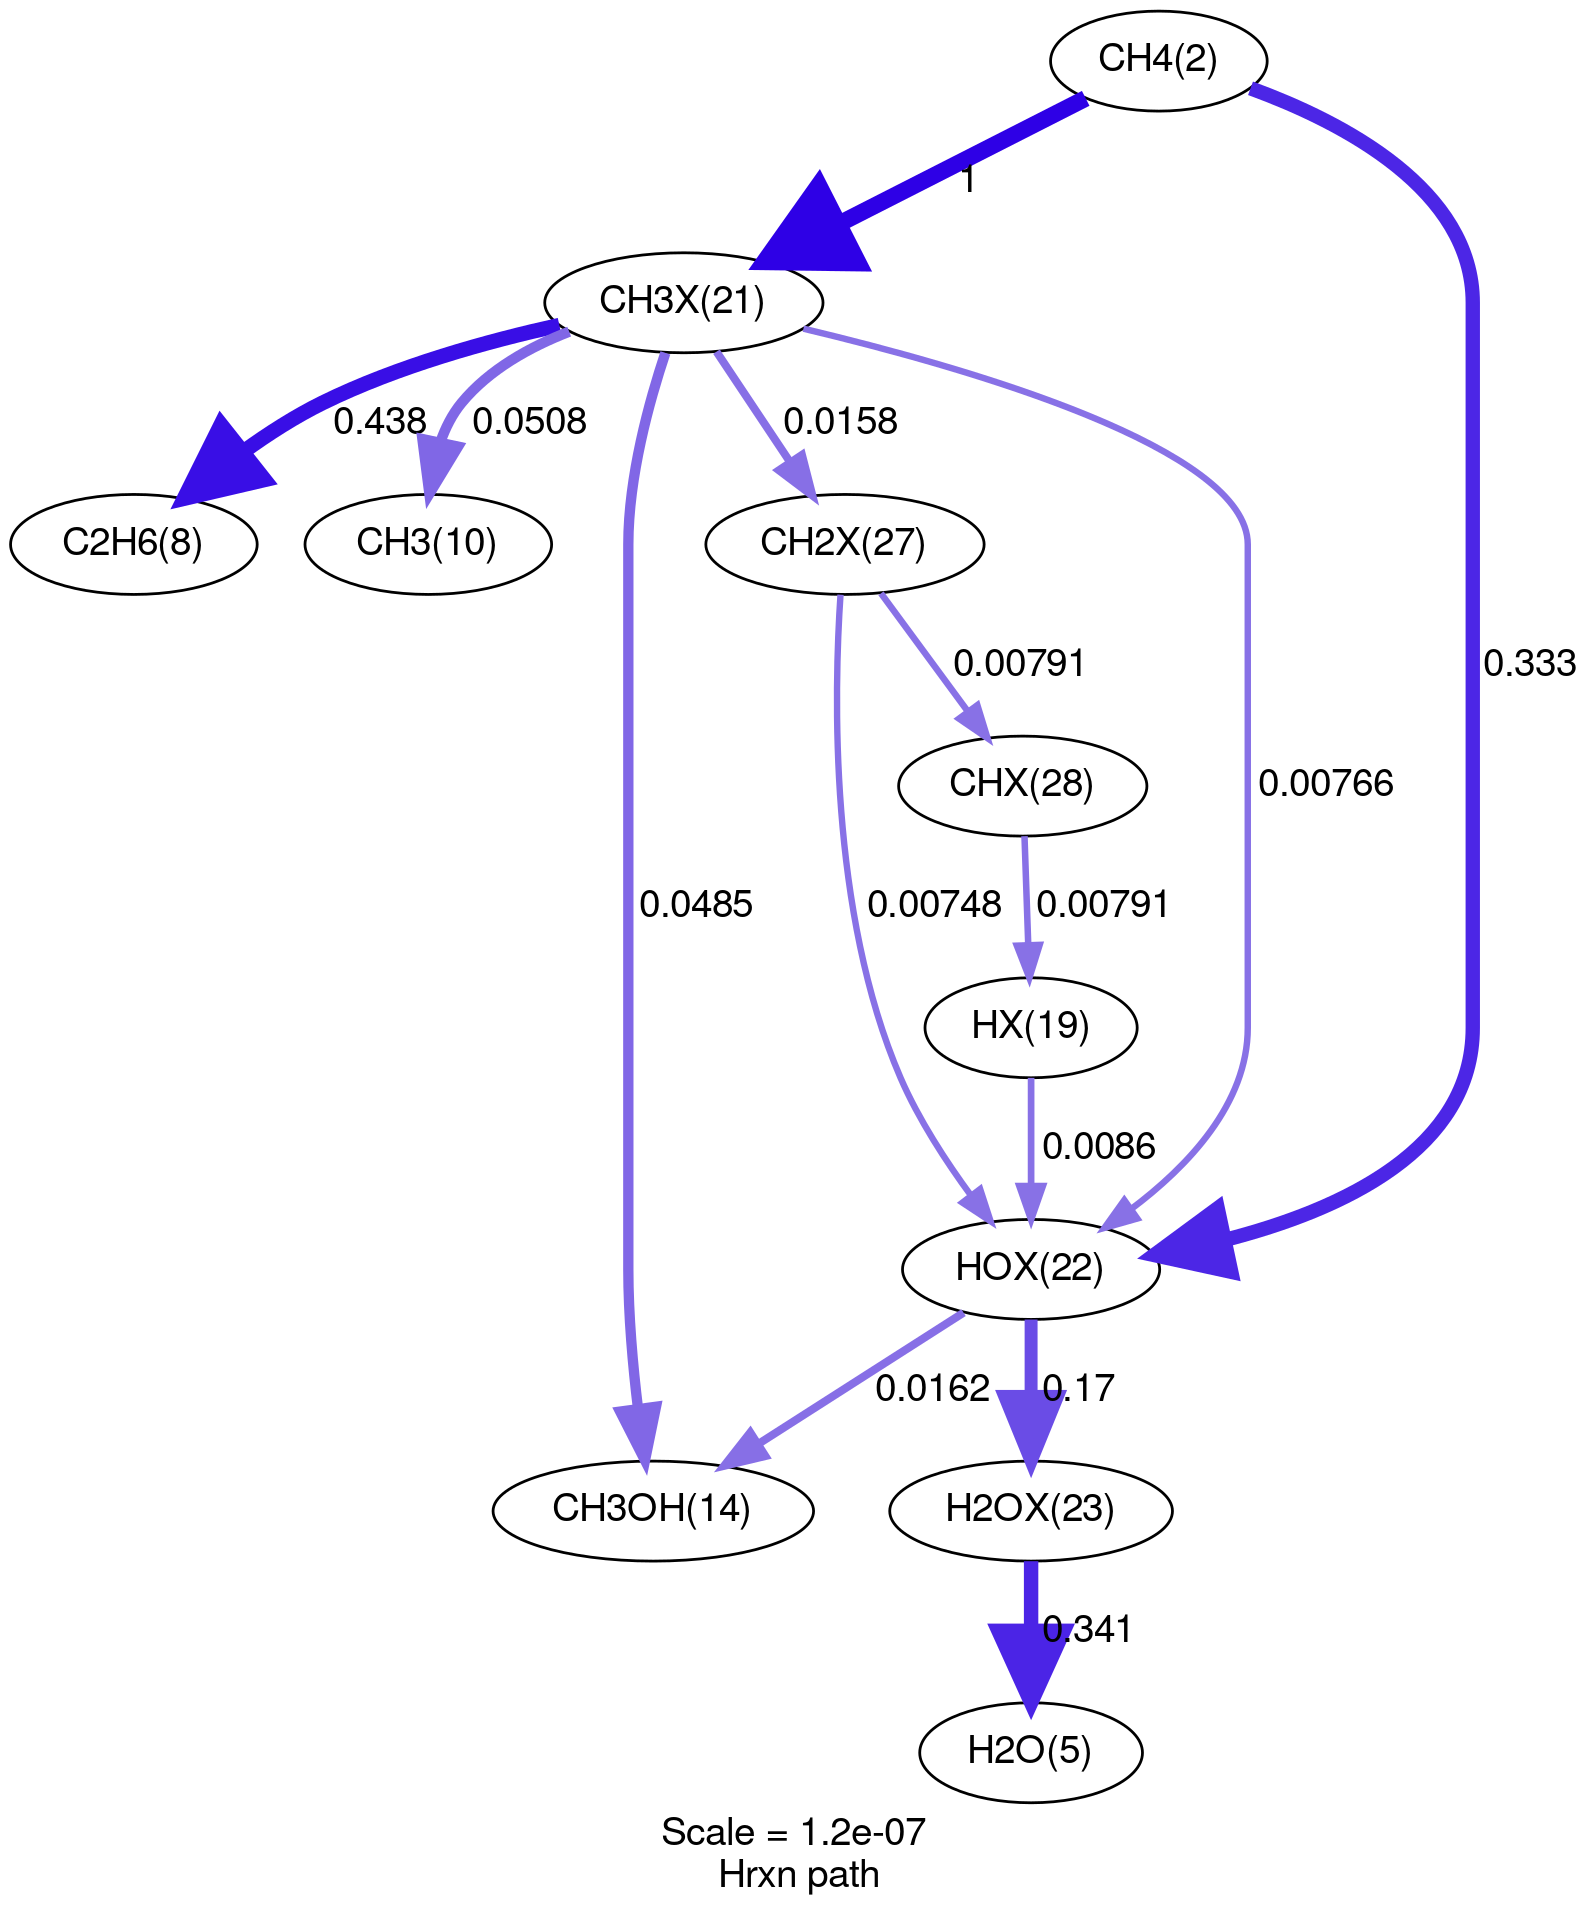 CH4(2)
1
CH3X(21)
0.438
0.0508
0.0158
C2H6(8)
CH3(10)
CH2X(27)
0.00791
0.333
CHX(28)
0.00766
0.0485
0.00748
0.00791
HX(19)
0.0086
HOX(22)
0.0162
0.17
CH3OH(14)
H2OX(23)
0.341
H2O(5)
Scale = 1.2e-07
Hrxn path